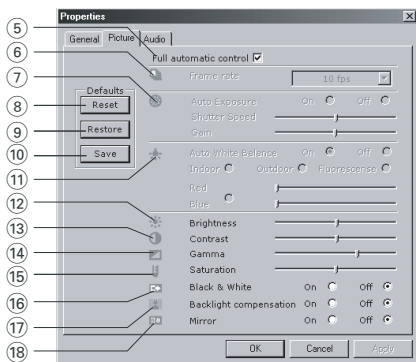 Properties
General Picture Audio
5 Full automatic control
6 Frame rate 10 fps
7 Auto Exposure On Off
Defaults
Shutter Speed
8 Reset
Gain
9 Restore
10 Save
Auto White Belence On Off
11 Indoor Outdoor Fluorescense
Red
Blue
12 Brightness
13 Contrast
14 Gamma
15 Saturation
16 Black & White On Off
17 Backlight compensation On Off
18 Mirror On Off
OK Cancel Apply